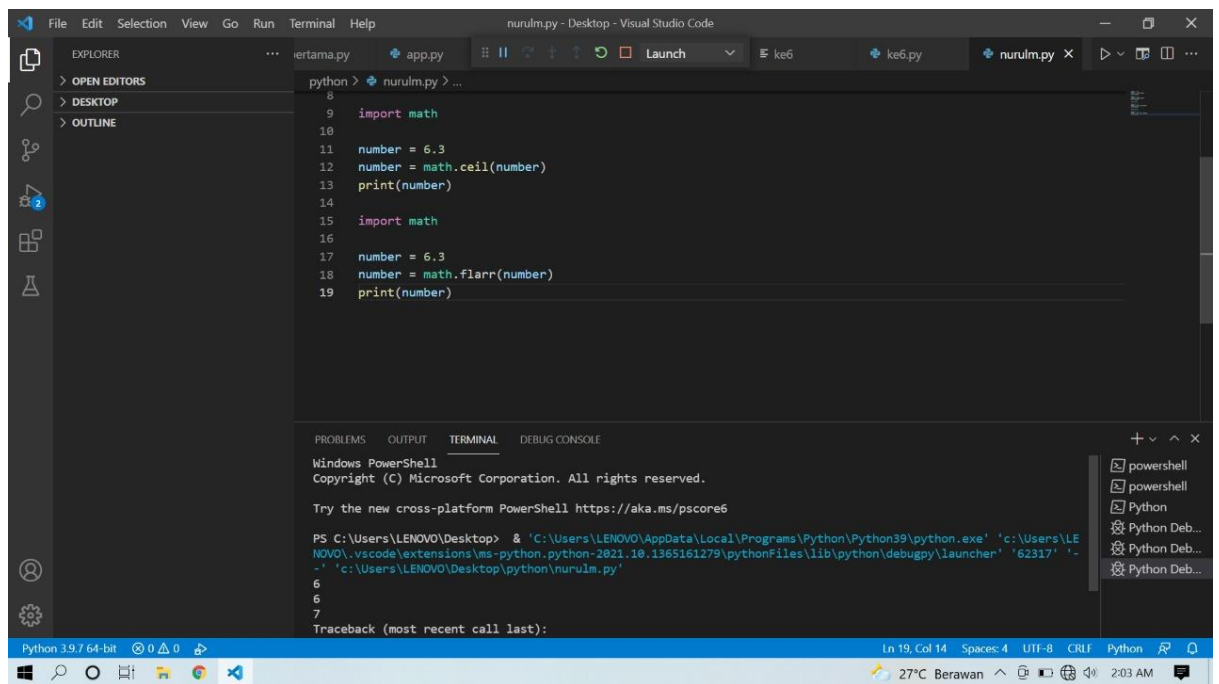 File Edit Selection View Go Run Terminal Help nurulm.py - Desktop - Visual Studio Code
EXPLORER ··· ertama.py app.py Launch ke6 ke6.py nurulm.py
OPEN EDITORS
DESKTOP
OUTLINE
python > nurulm.py > ...
8
9 import math
10
11 number = 6.3
12 number = math.ceil(number)
13 print(number)
14
15 import math
16
17 number = 6.3
18 number = math.flarr(number)
19 print(number)
2
PROBLEMS OUTPUT TERMINAL DEBUG CONSOLE
Windows PowerShell
Copyright (C) Microsoft Corporation. All rights reserved.
Try the new cross-platform PowerShell https://aka.ms/pscore6
PS C:\Users\LENOVO\Desktop> & 'C:\Users\LENOVO\AppData\Local\Programs\Python\Python39\python.exe' 'c:\Users\LE
NOVO\.vscode\extensions\ms-python.python-2021.10.1365161279\pythonFiles\lib\python\debugpy\launcher' '62317' '-
-' 'c:\Users\LENOVO\Desktop\python\nurulm.py'
6
6
7
Traceback (most recent call last):
powershell
powershell
Python
Python Deb...
Python Deb...
Python Deb...
Python 3.9.7 64-bit 0 0 Ln 19, Col 14 Spaces: 4 UTF-8 CRLF Python
27°C Berawan 2:03 AM